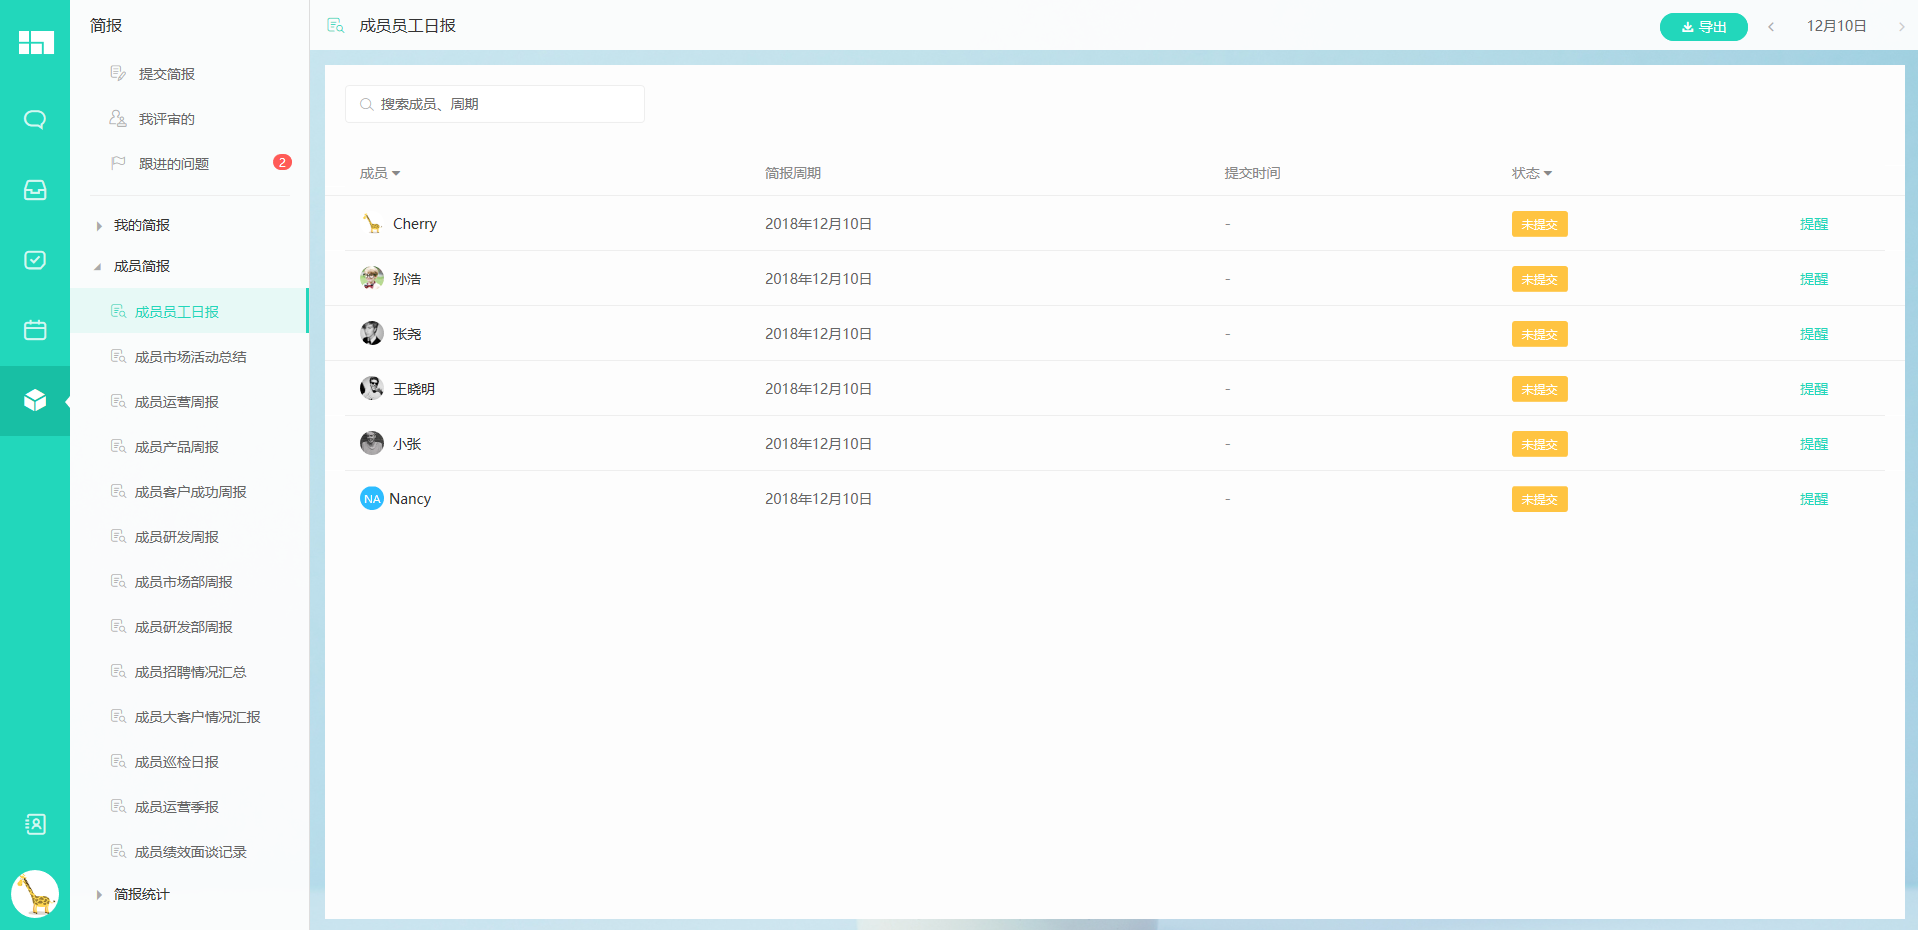 简报
提交简报
我评审的
跟进的问题 2
我的简报
成员简报
成员员工日报
成员市场活动总结
成员运营周报
成员产品周报
成员客户成功周报
成员研发周报
成员市场部周报
成员研发部周报
成员招聘情况汇总
成员大客户情况汇报
成员巡检日报
成员运营季报
成员绩效面谈记录
简报统计
成员员工日报 导出 12月10日
搜索成员、周期
成员 简报周期 提交时间 状态
Cherry 2018年12月10日 - 未提交 提醒
孙浩 2018年12月10日 - 未提交 提醒
张尧 2018年12月10日 - 未提交 提醒
王晓明 2018年12月10日 - 未提交 提醒
小张 2018年12月10日 - 未提交 提醒
NA Nancy 2018年12月10日 - 未提交 提醒